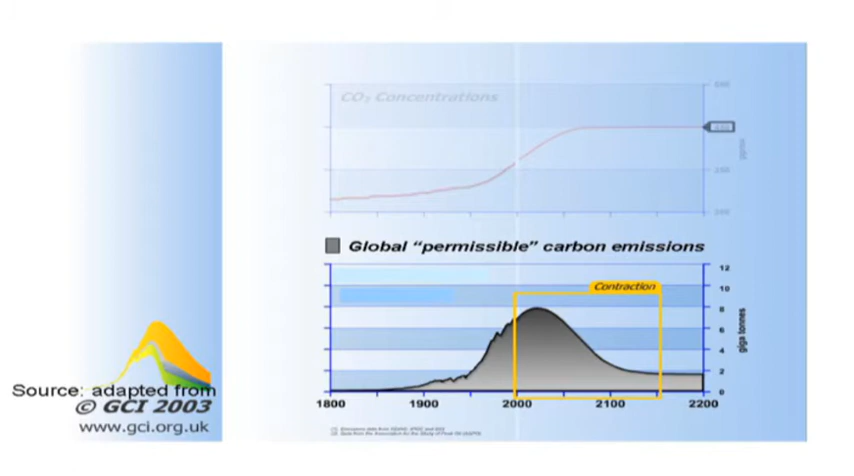 CO₂ Concentrations
Global “permissible” carbon emissions
Contraction
12
10
8
6
4
2
0
giga tonnes
1800 1900 2000 2100 2200
Source: adapted from
© GCI 2003
www.gci.org.uk